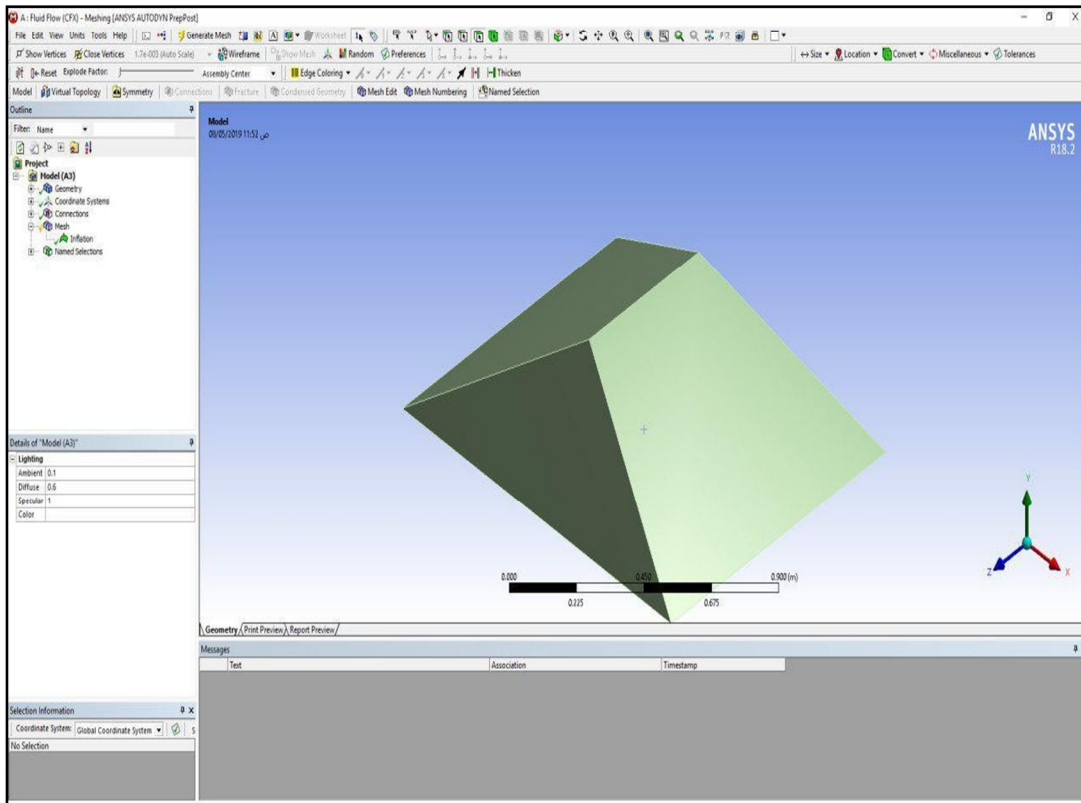 A : Fluid Flow (CFX) - Meshing [ANSYS AUTODYN PrepPost]
File Edit View Units Tools Help Generate Mesh Worksheet
Show Vertices Close Vertices 1.7e-003 (Auto Scale) Wireframe Show Mesh Random Preferences Size Location Convert Miscellaneous Tolerances
Reset Explode Factor: Assembly Center Edge Coloring Thicken
Model Virtual Topology Symmetry Connections Fracture Condensed Geometry Mesh Edit Mesh Numbering Named Selection
Outline
Filter: Name
Project
Model (A3)
Geometry
Coordinate Systems
Connections
Mesh
Inflation
Named Selections
Details of "Model (A3)"
Lighting
Ambient 0.1
Diffuse 0.6
Specular 1
Color
Selection Information
Coordinate System: Global Coordinate System S
No Selection
Model
08/05/2019 11:52 ص
ANSYS
R18.2
Y
Z X
0.000 0.450 0.900 (m)
0.225 0.675
Geometry Print Preview Report Preview
Messages
Text Association Timestamp